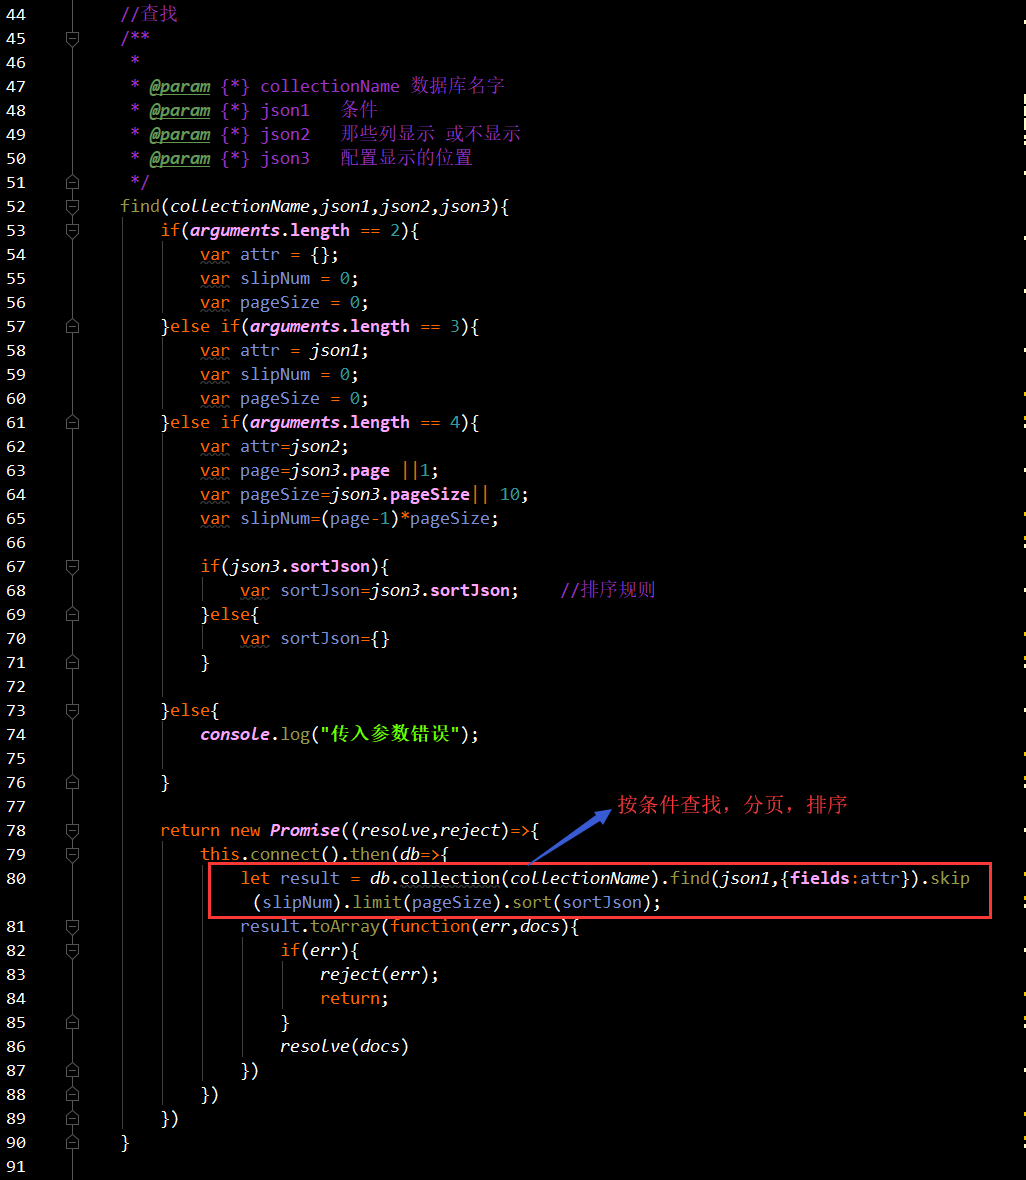 44 //查找
45 /**
46 *
47 * @param {*} collectionName 数据库名字
48 * @param {*} json1 条件
49 * @param {*} json2 那些列显示 或不显示
50 * @param {*} json3 配置显示的位置
51 */
52 find(collectionName,json1,json2,json3){
53 if(arguments.length == 2){
54 var attr = {};
55 var slipNum = 0;
56 var pageSize = 0;
57 }else if(arguments.length == 3){
58 var attr = json1;
59 var slipNum = 0;
60 var pageSize = 0;
61 }else if(arguments.length == 4){
62 var attr=json2;
63 var page=json3.page ||1;
64 var pageSize=json3.pageSize|| 10;
65 var slipNum=(page-1)*pageSize;
66
67 if(json3.sortJson){
68 var sortJson=json3.sortJson; //排序规则
69 }else{
70 var sortJson={}
71 }
72
73 }else{
74 console.log("传入参数错误");
75
76 }
77
按条件查找，分页，排序
78 return new Promise((resolve,reject)=>{
79 this.connect().then(db=>{
80 let result = db.collection(collectionName).find(json1,{fields:attr}).skip
(slipNum).limit(pageSize).sort(sortJson);
81 result.toArray(function(err,docs){
82 if(err){
83 reject(err);
84 return;
85 }
86 resolve(docs)
87 })
88 })
89 })
90 }
91